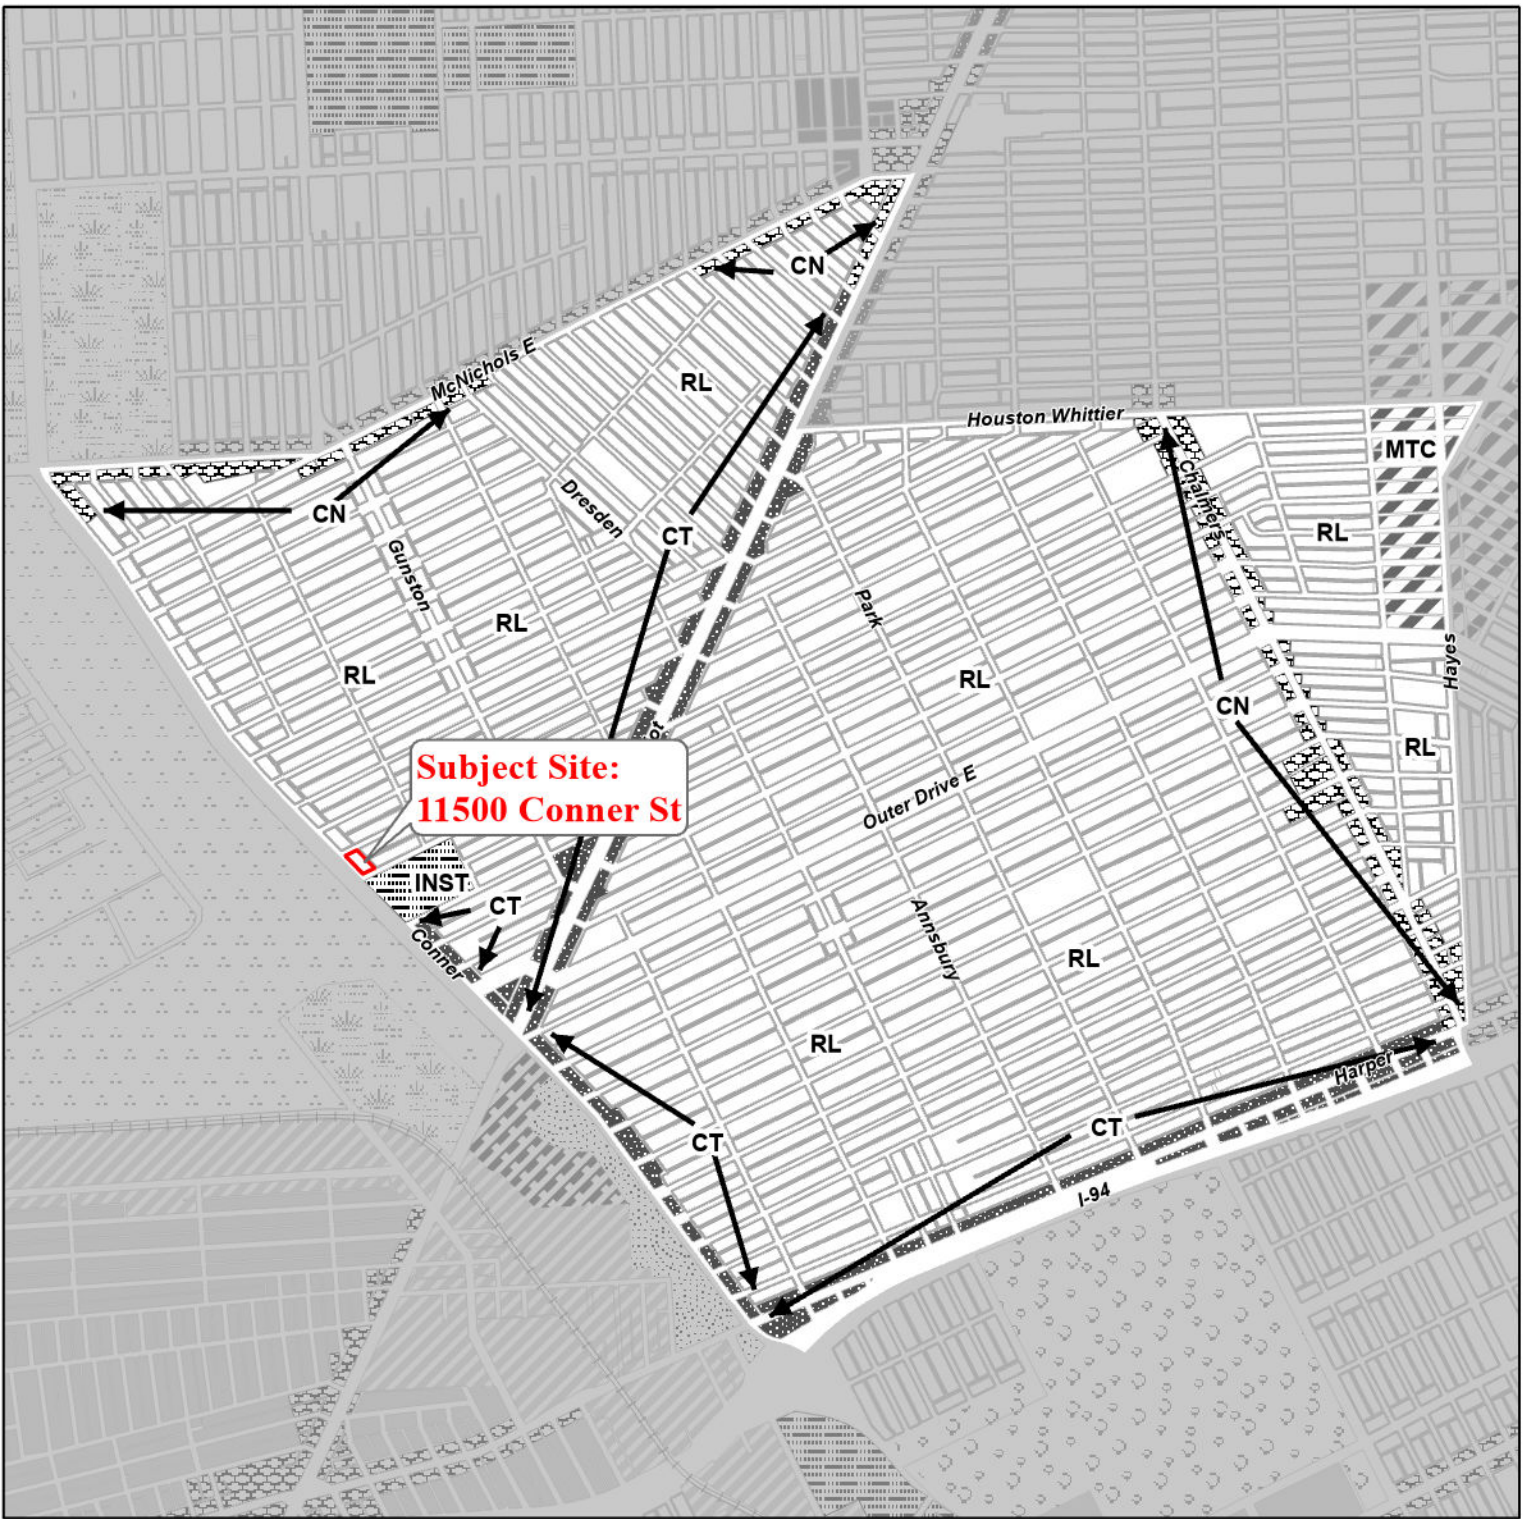 CN
McNichols E
RL
Houston Whittier
MTC
Chalmers
CN
Dresden
CT
RL
Gunston
Park
RL
RL
Hayes
RL
RL
CN
RL
Subject Site:
11500 Conner St
Outer Drive E
INST
CT
Conner
Annsbury
RL
RL
Harper
CT
CT
I-94